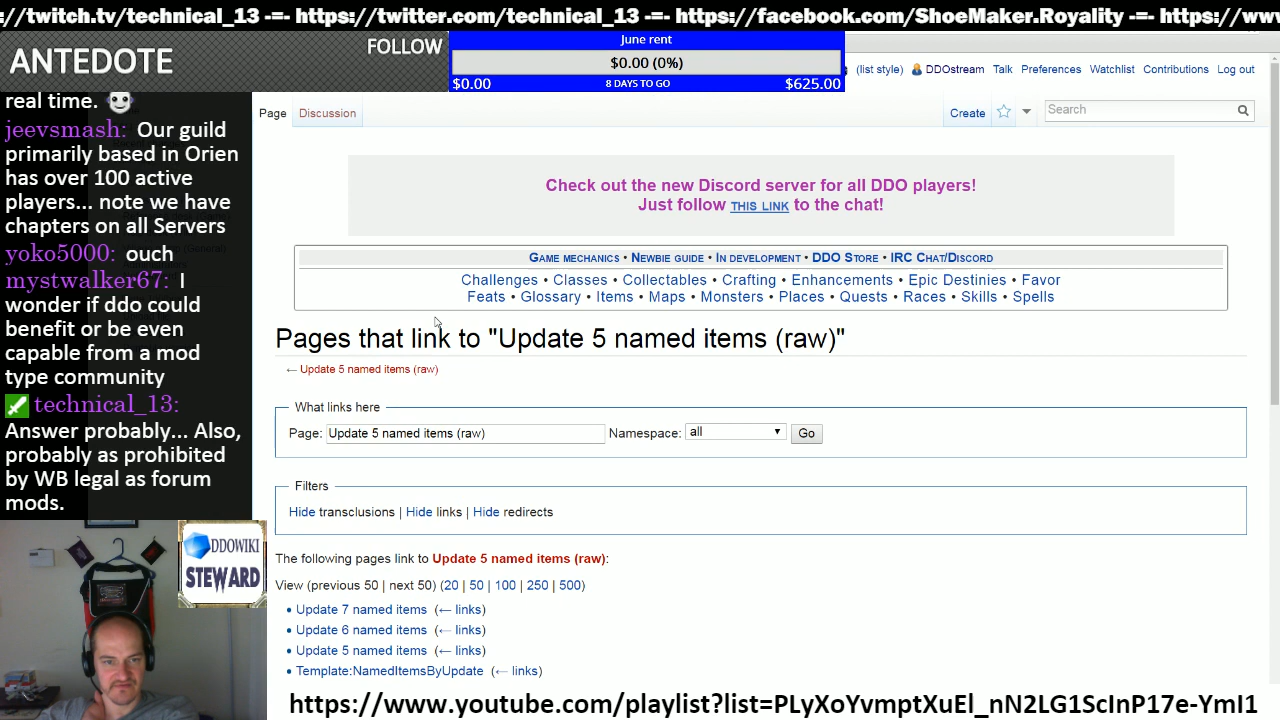 //twitch.tv/technical_13 -=- https://twitter.com/technical_13 -=- https://facebook.com/ShoeMaker.Royality -=- https://www
ANTEDOTE
FOLLOW
June rent
$0.00 (0%)
$0.00 8 DAYS TO GO $625.00
(list style) DDOstream Talk Preferences Watchlist Contributions Log out
real time.
jeevsmash: Our guild
primarily based in Orien
has over 100 active
players... note we have
chapters on all Servers
yoko5000: ouch
mystwalker67: I
wonder if ddo could
benefit or be even
capable from a mod
type community
technical_13:
Answer probably... Also,
probably as prohibited
by WB legal as forum
mods.
DDOWIKI
STEWARD
Page Discussion Create Search
Check out the new Discord server for all DDO players!
Just follow THIS LINK to the chat!
GAME MECHANICS • NEWBIE GUIDE • IN DEVELOPMENT • DDO STORE • IRC CHAT/DISCORD
Challenges • Classes • Collectables • Crafting • Enhancements • Epic Destinies • Favor
Feats • Glossary • Items • Maps • Monsters • Places • Quests • Races • Skills • Spells
Pages that link to "Update 5 named items (raw)"
← Update 5 named items (raw)
What links here
Page: Update 5 named items (raw) Namespace: all Go
Filters
Hide transclusions | Hide links | Hide redirects
The following pages link to Update 5 named items (raw):
View (previous 50 | next 50) (20 | 50 | 100 | 250 | 500)
• Update 7 named items (← links)
• Update 6 named items (← links)
• Update 5 named items (← links)
• Template:NamedItemsByUpdate (← links)
https://www.youtube.com/playlist?list=PLyXoYvmptXuEl_nN2LG1ScInP17e-YmI1